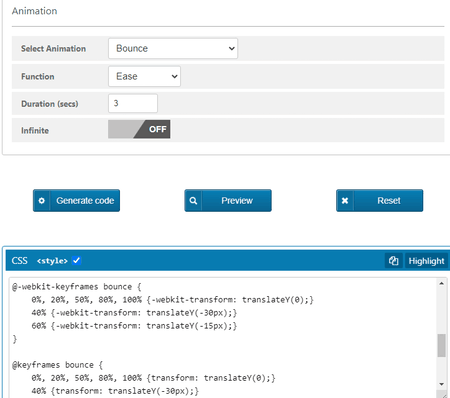 Animation
Select Animation Bounce
Function Ease
Duration (secs) 3
Infinite OFF
Generate code Preview Reset
CSS <style> Highlight
@-webkit-keyframes bounce {
0%, 20%, 50%, 80%, 100% {-webkit-transform: translateY(0);}
40% {-webkit-transform: translateY(-30px);}
60% {-webkit-transform: translateY(-15px);}
}
@keyframes bounce {
0%, 20%, 50%, 80%, 100% {transform: translateY(0);}
40% {transform: translateY(-30px);}